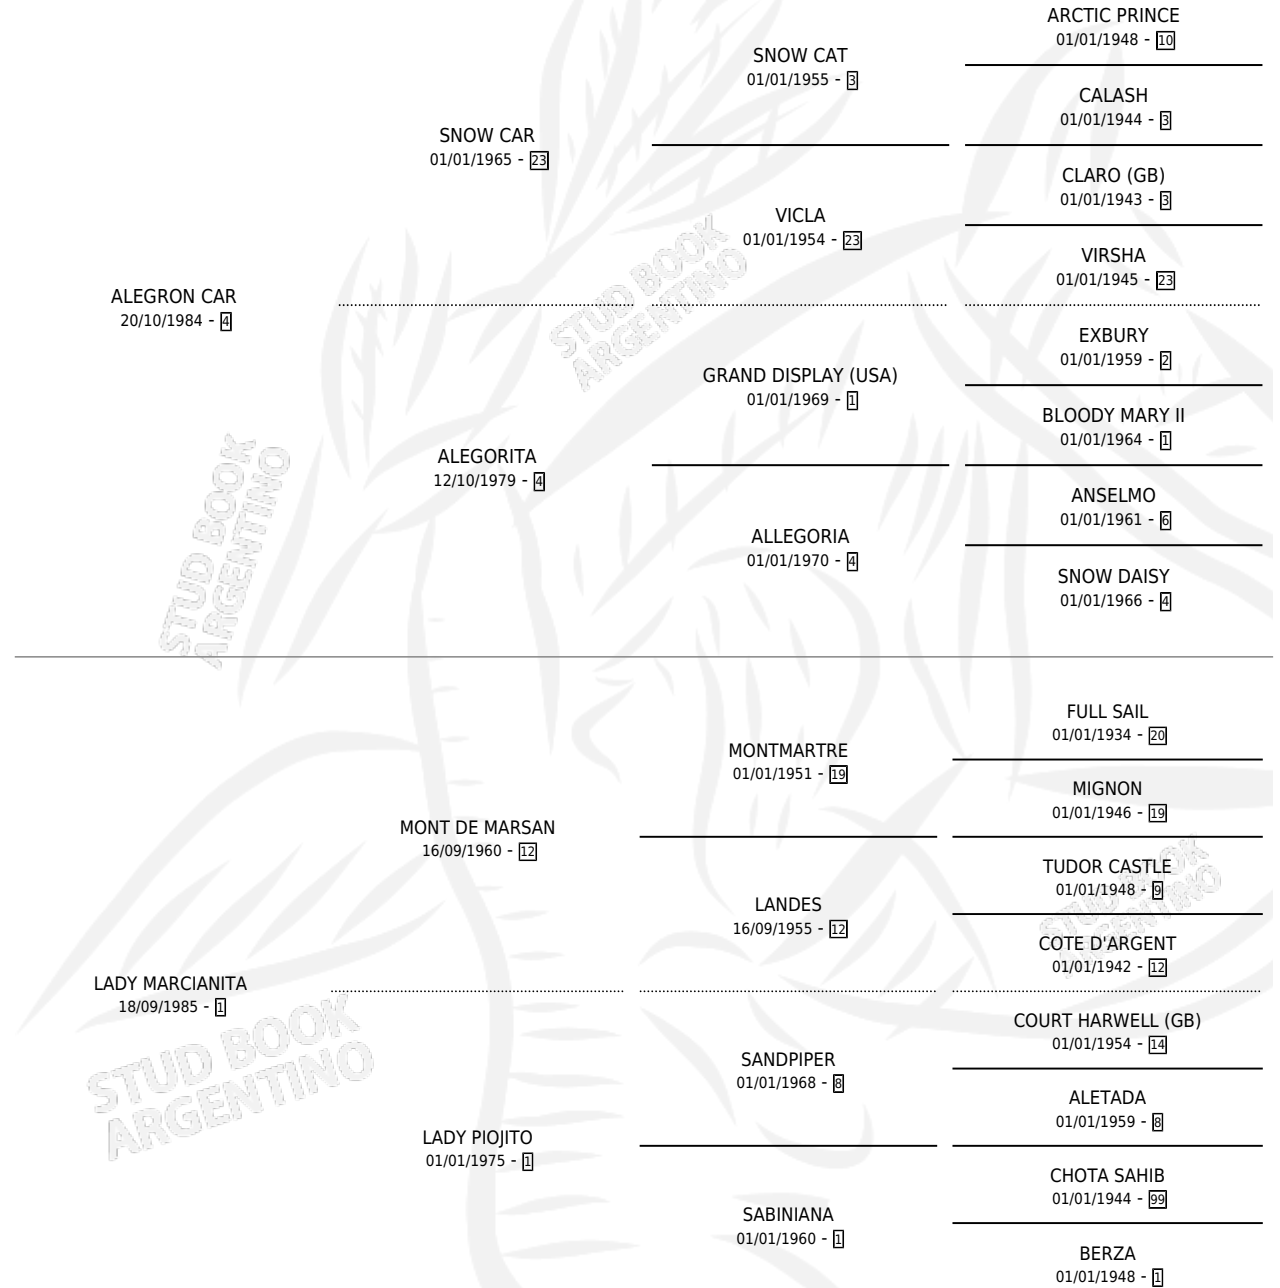 ARCTIC PRINCE
01/01/1948 - 10
SNOW CAT
01/01/1955 - 3
CALASH
01/01/1944 - 3
SNOW CAR
01/01/1965 - 23
CLARO (GB)
01/01/1943 - 3
VICLA
01/01/1954 - 23
VIRSHA
01/01/1945 - 23
ALEGRON CAR
20/10/1984 - 4
STUD BOOK
ARGENTINO
EXBURY
01/01/1959 - 2
GRAND DISPLAY (USA)
01/01/1969 - 1
BLOODY MARY II
01/01/1964 - 1
ALEGORITA
12/10/1979 - 4
ANSELMO
01/01/1961 - 6
ALLEGORIA
01/01/1970 - 4
SNOW DAISY
01/01/1966 - 4
STUD BOOK
ARGENTINO
FULL SAIL
01/01/1934 - 20
MONTMARTRE
01/01/1951 - 19
MIGNON
01/01/1946 - 19
MONT DE MARSAN
16/09/1960 - 12
TUDOR CASTLE
01/01/1948 - 9
LANDES
16/09/1955 - 12
COTE D'ARGENT
01/01/1942 - 12
STUD BOOK
ARGENTINO
LADY MARCIANITA
18/09/1985 - 1
COURT HARWELL (GB)
01/01/1954 - 14
SANDPIPER
01/01/1968 - 8
ALETADA
01/01/1959 - 8
STUD BOOK
ARGENTINO
LADY PIOJITO
01/01/1975 - 1
CHOTA SAHIB
01/01/1944 - 99
SABINIANA
01/01/1960 - 1
BERZA
01/01/1948 - 1